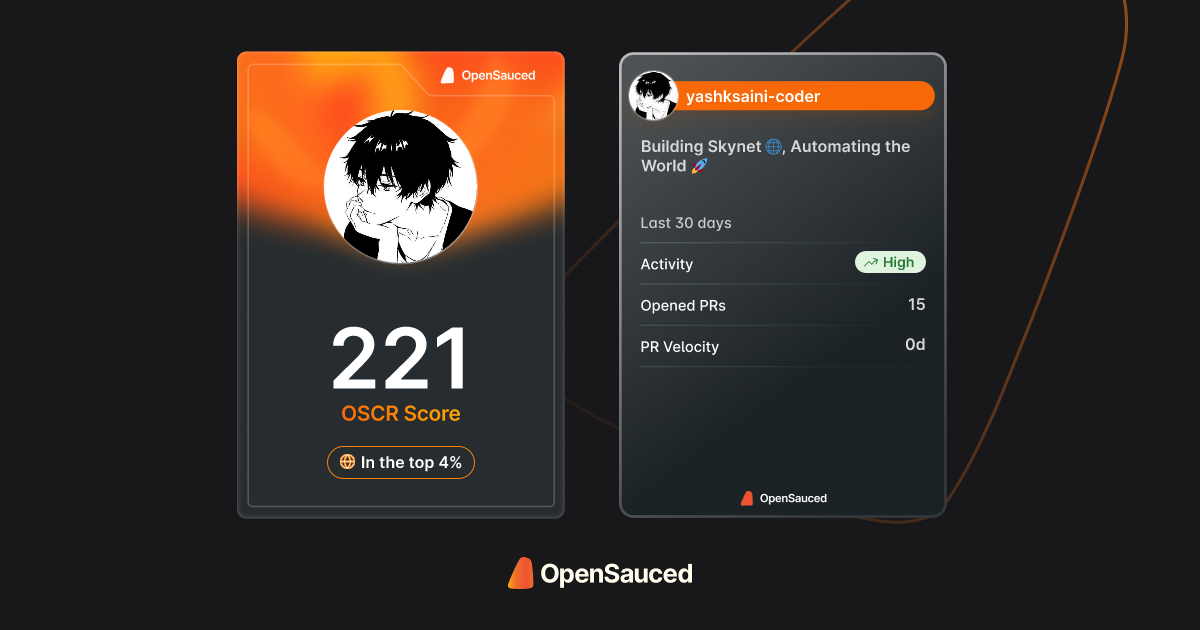 OpenSauced
221
OSCR Score
In the top 4%
yashksaini-coder
Building Skynet 🌐, Automating the
World 🚀
Last 30 days
Activity High
Opened PRs 15
PR Velocity 0d
OpenSauced
OpenSauced